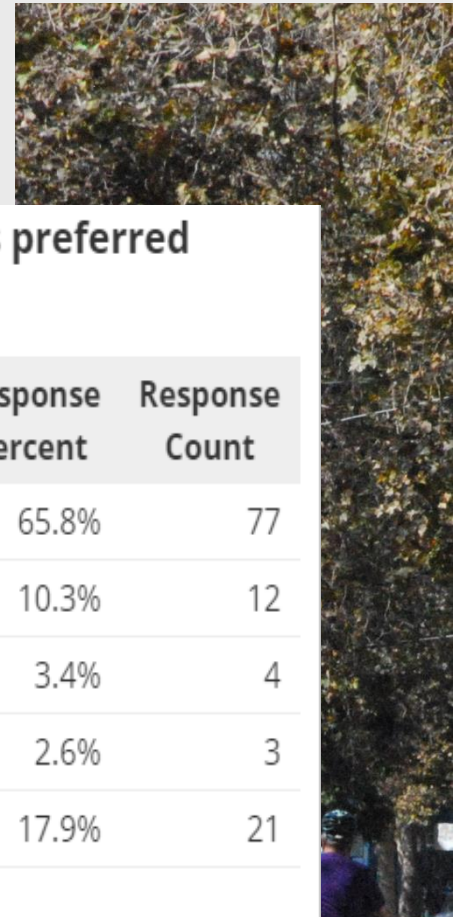 preferred
sponse Response
ercent Count
65.8% 77
10.3% 12
3.4% 4
2.6% 3
17.9% 21